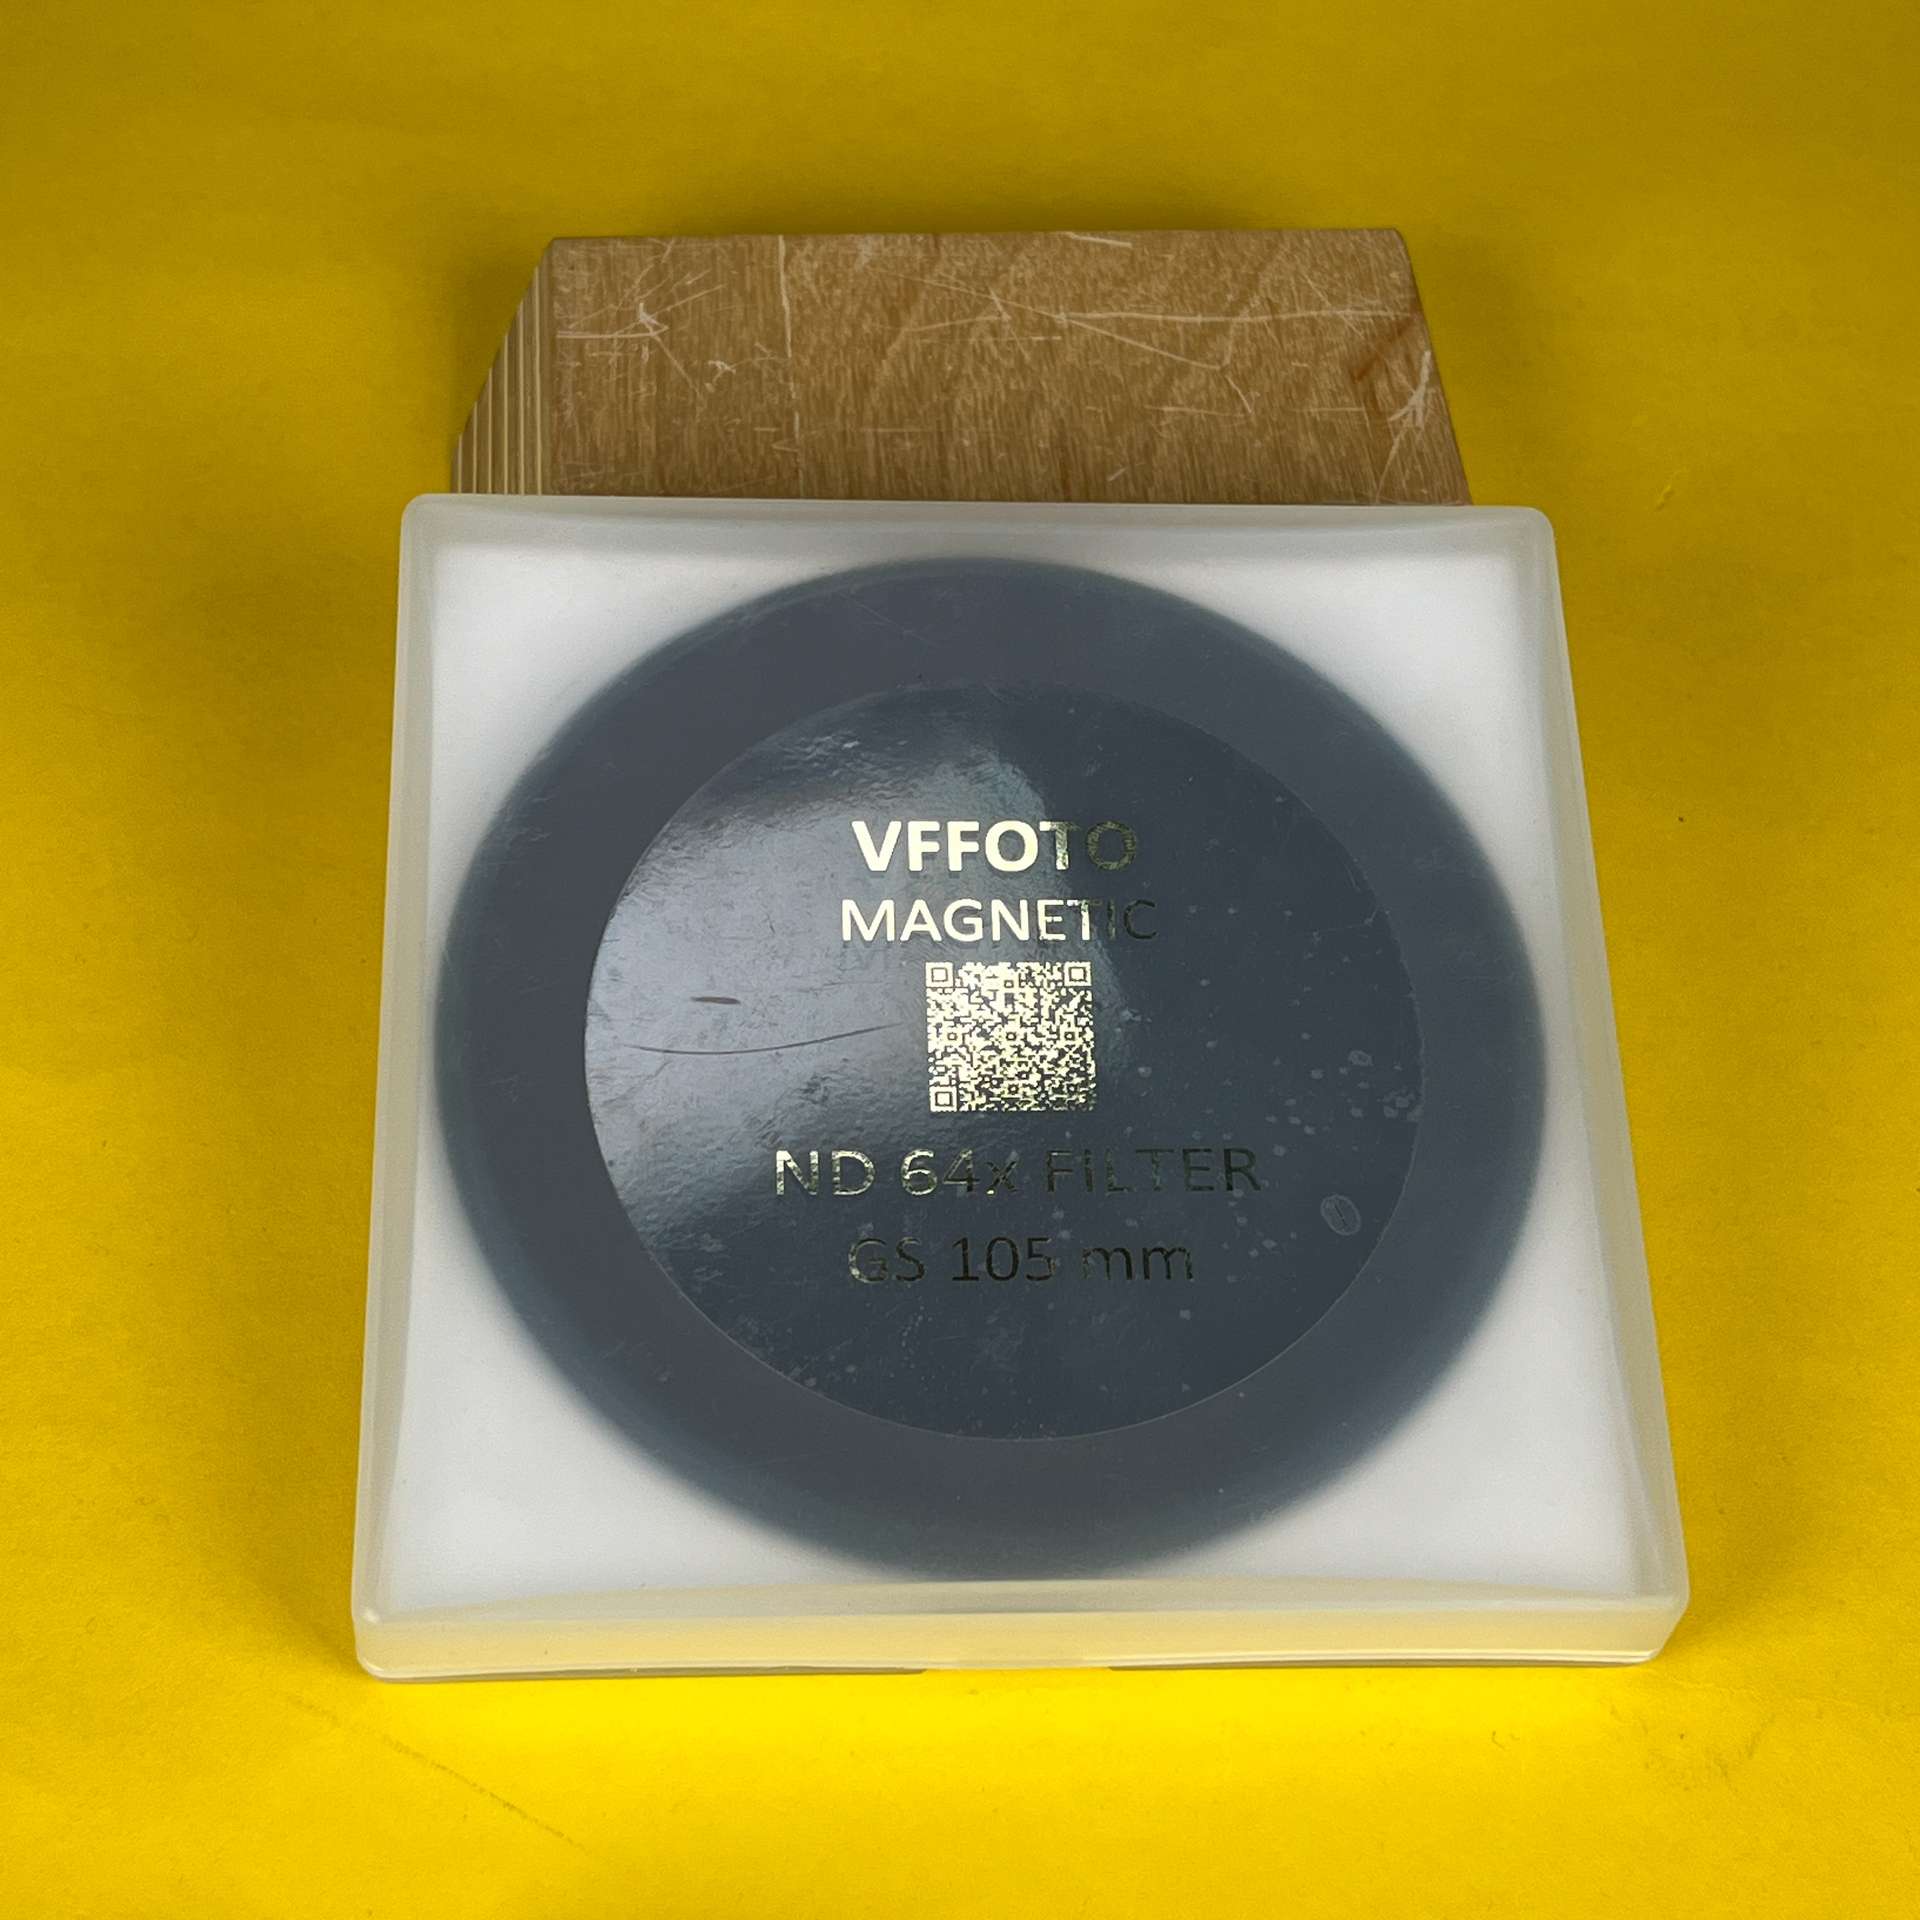 VFFOTO
MAGNETIC
ND 64x FILTER
GS 105 mm